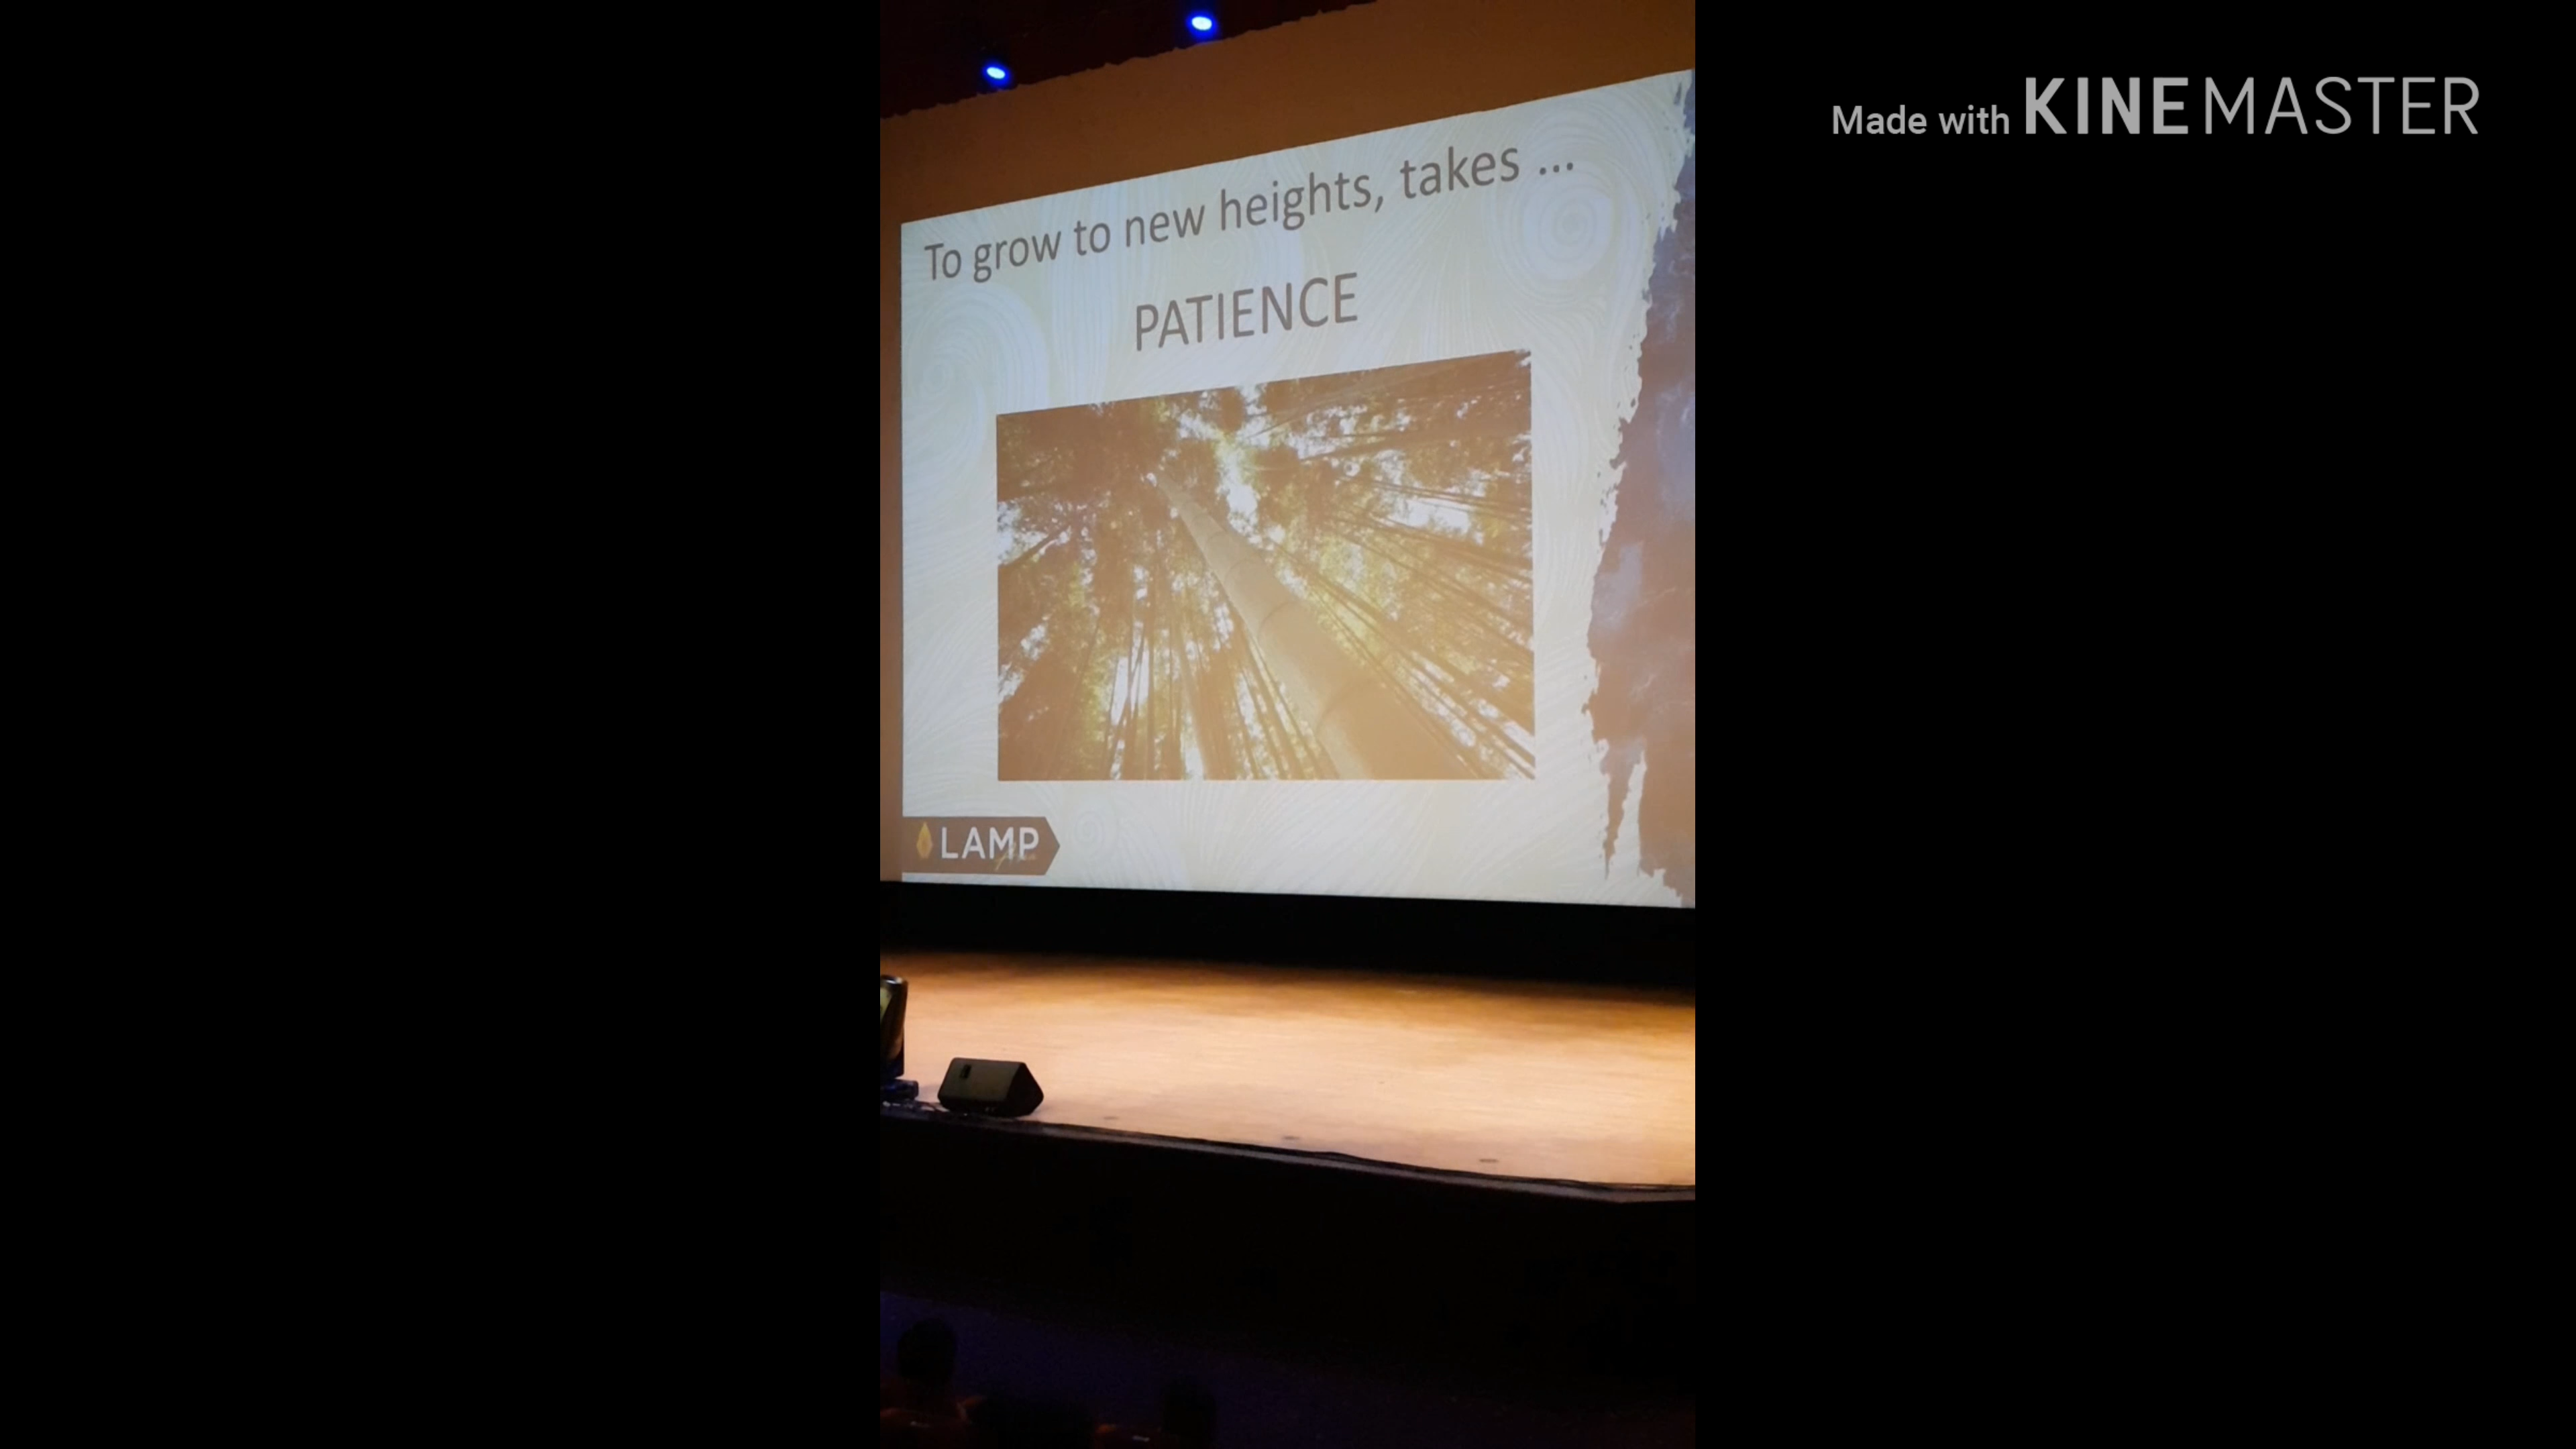 Made with KINEMASTER
To grow to new heights, takes ...
PATIENCE
LAMP